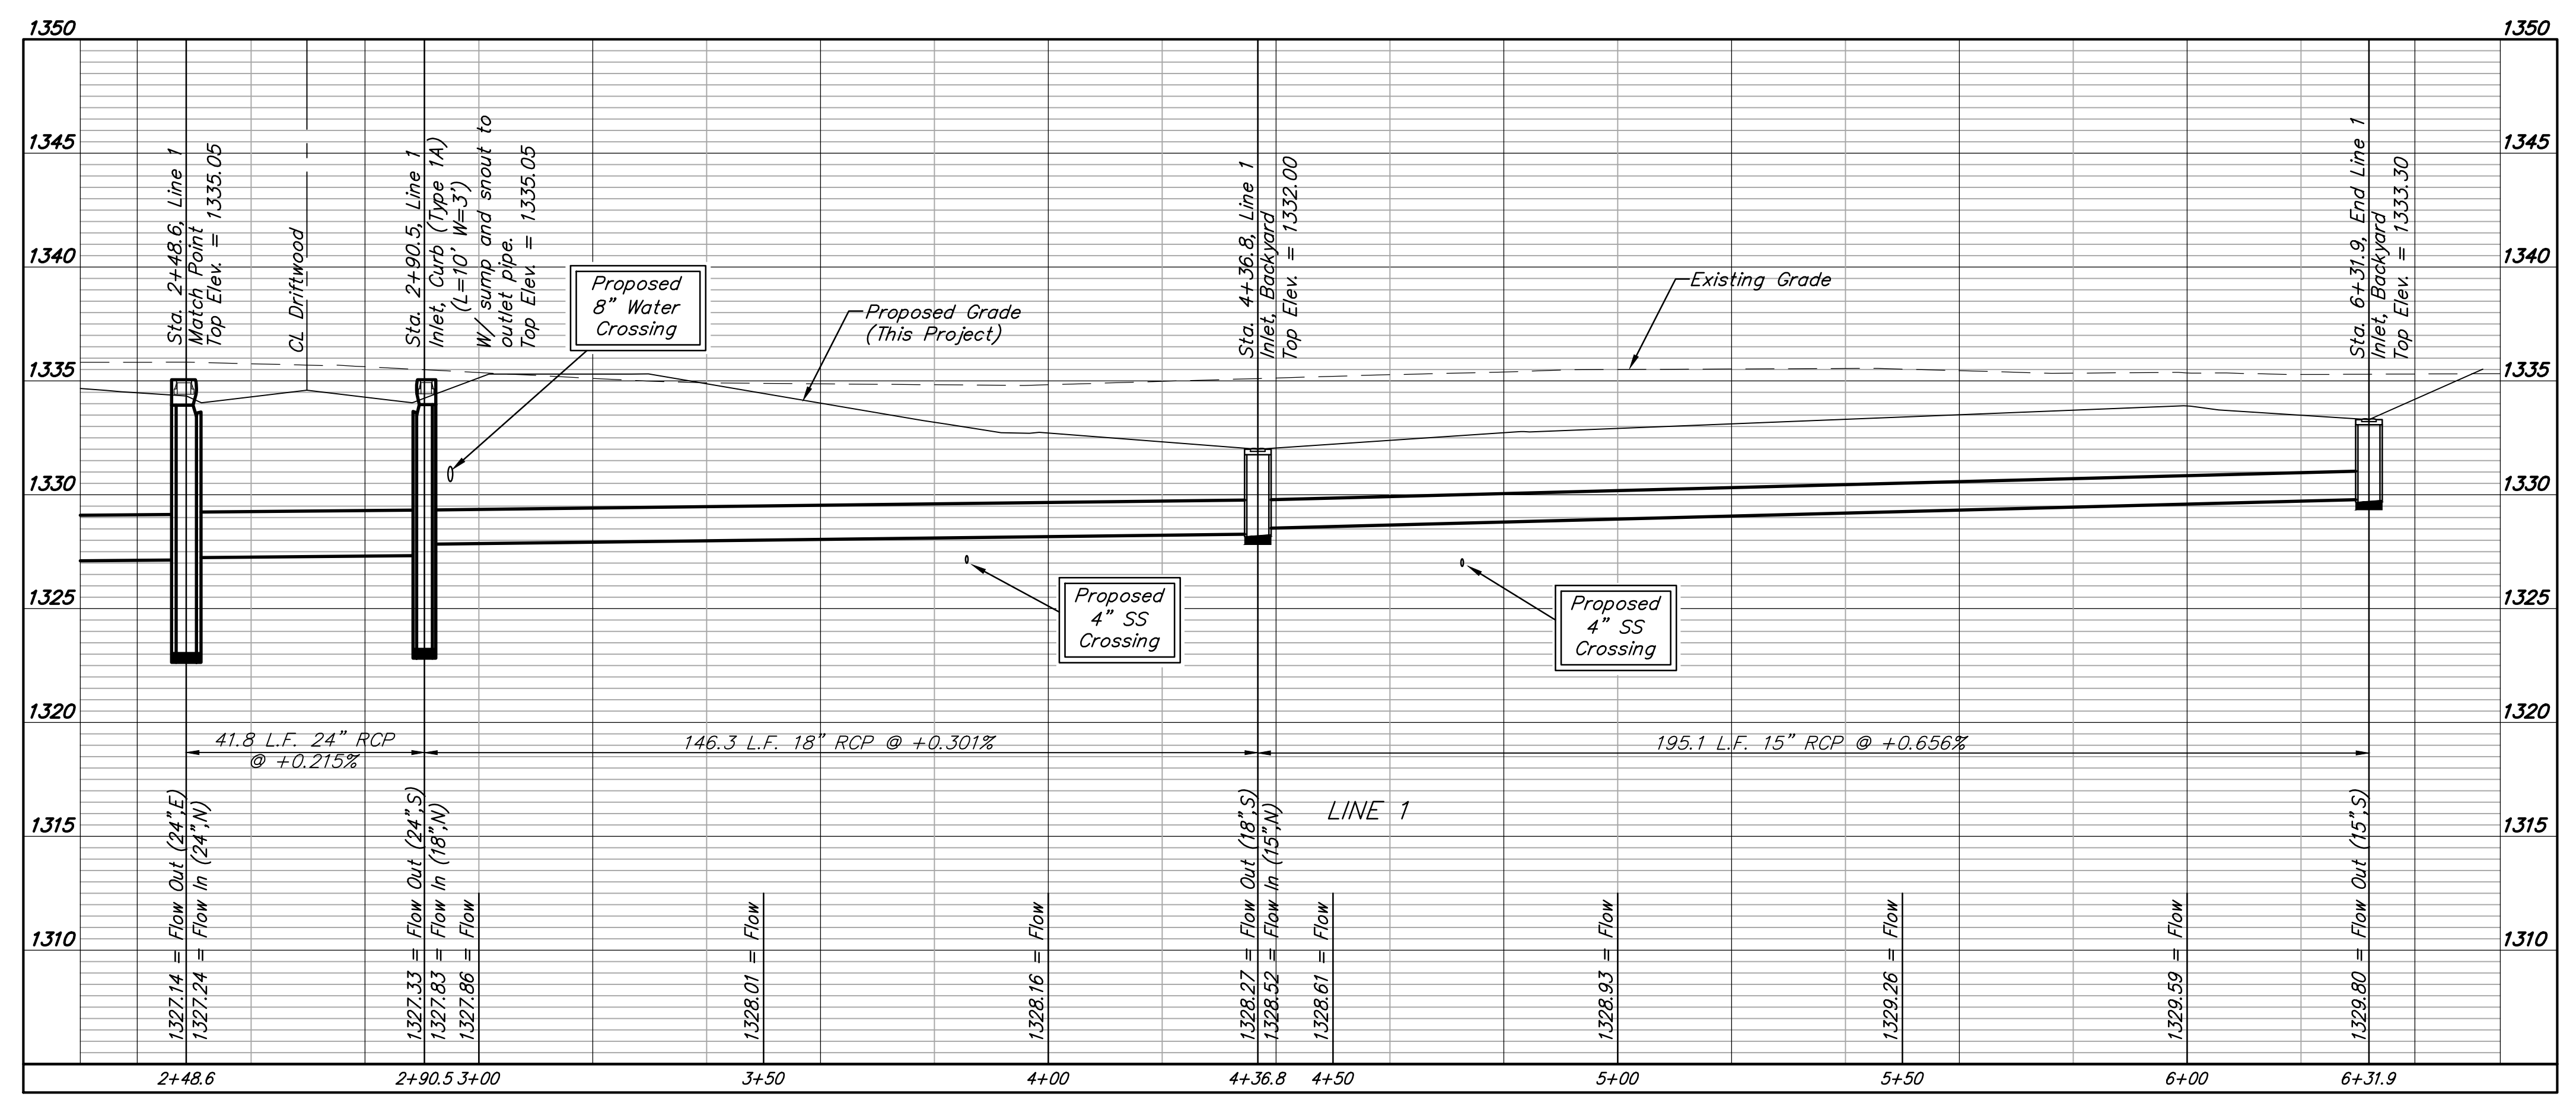 1350
1350
1345
1345
1340
1340
1335
1335
1330
1330
1325
1325
1320
1320
1315
1315
1310
1310
Sta. 2+48.6, Line 1
Match Point
Top Elev. = 1335.05
CL Driftwood
Sta. 2+90.5, Line 1
Inlet, Curb (Type 1A)
(L=10' W=3')
W/ sump and snout to
outlet pipe.
Top Elev. = 1335.05
Proposed
8" Water
Crossing
Proposed Grade
(This Project)
Sta. 4+36.8, Line 1
Inlet, Backyard
Top Elev. = 1332.00
Existing Grade
Sta. 6+31.9, End Line 1
Inlet, Backyard
Top Elev. = 1333.30
Proposed
4" SS
Crossing
Proposed
4" SS
Crossing
41.8 L.F. 24" RCP
@ +0.215%
146.3 L.F. 18" RCP @ +0.301%
195.1 L.F. 15" RCP @ +0.656%
LINE 1
1327.14 = Flow Out (24",E)
1327.24 = Flow In (24",N)
1327.33 = Flow Out (24",S)
1327.83 = Flow In (18",N)
1327.86 = Flow
1328.01 = Flow
1328.16 = Flow
1328.27 = Flow Out (18",S)
1328.52 = Flow In (15",N)
1328.61 = Flow
1328.93 = Flow
1329.26 = Flow
1329.59 = Flow
1329.80 = Flow Out (15",S)
2+48.6
2+90.5
3+00
3+50
4+00
4+36.8
4+50
5+00
5+50
6+00
6+31.9